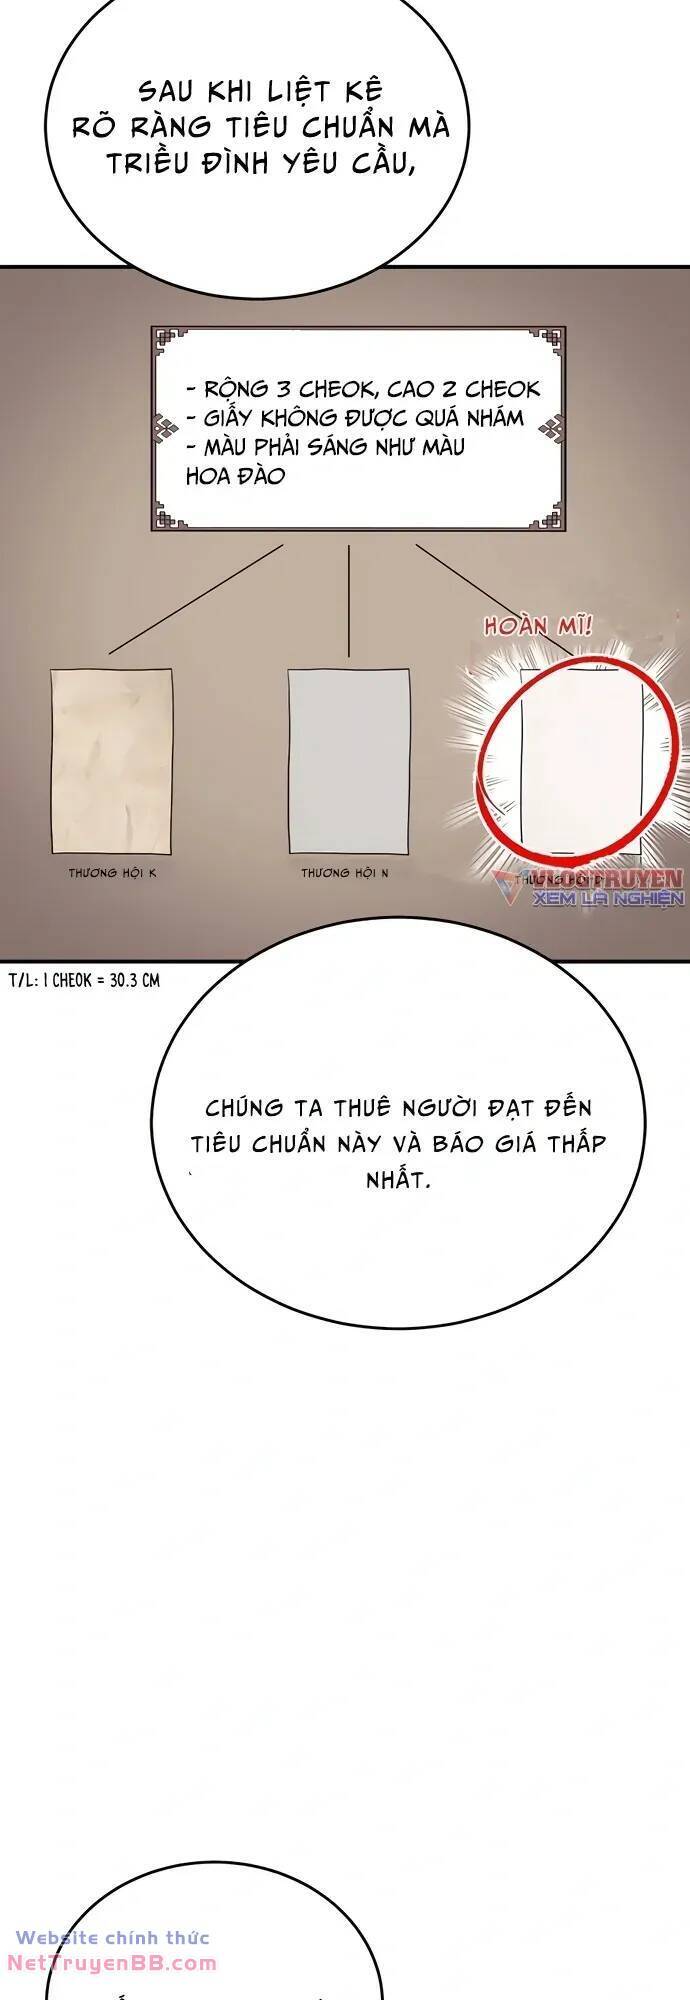 SAU KHI LIỆT KÊ
RÕ RÀNG TIÊU CHUẨN MÀ
TRIỀU ĐÌNH YÊU CẦU,
- RỘNG 3 CHEOK, CAO 2 CHEOK
- GIẤY KHÔNG ĐƯỢC QUÁ NHÁM
- MÀU PHẢI SÁNG NHƯ MÀU
HOA ĐÀO
HOÀN MĨ!
THƯƠNG HỘI K
THƯƠNG HỘI N
THƯƠNG HỘI
VLOGTRUYEN
XEM LÀ NGHIỆN
T/L: 1 CHEOK = 30.3 CM
CHÚNG TA THUÊ NGƯỜI ĐẠT ĐẾN
TIÊU CHUẨN NÀY VÀ BÁO GIÁ THẤP
NHẤT.
Website chính thức
NetTruyenBB.com